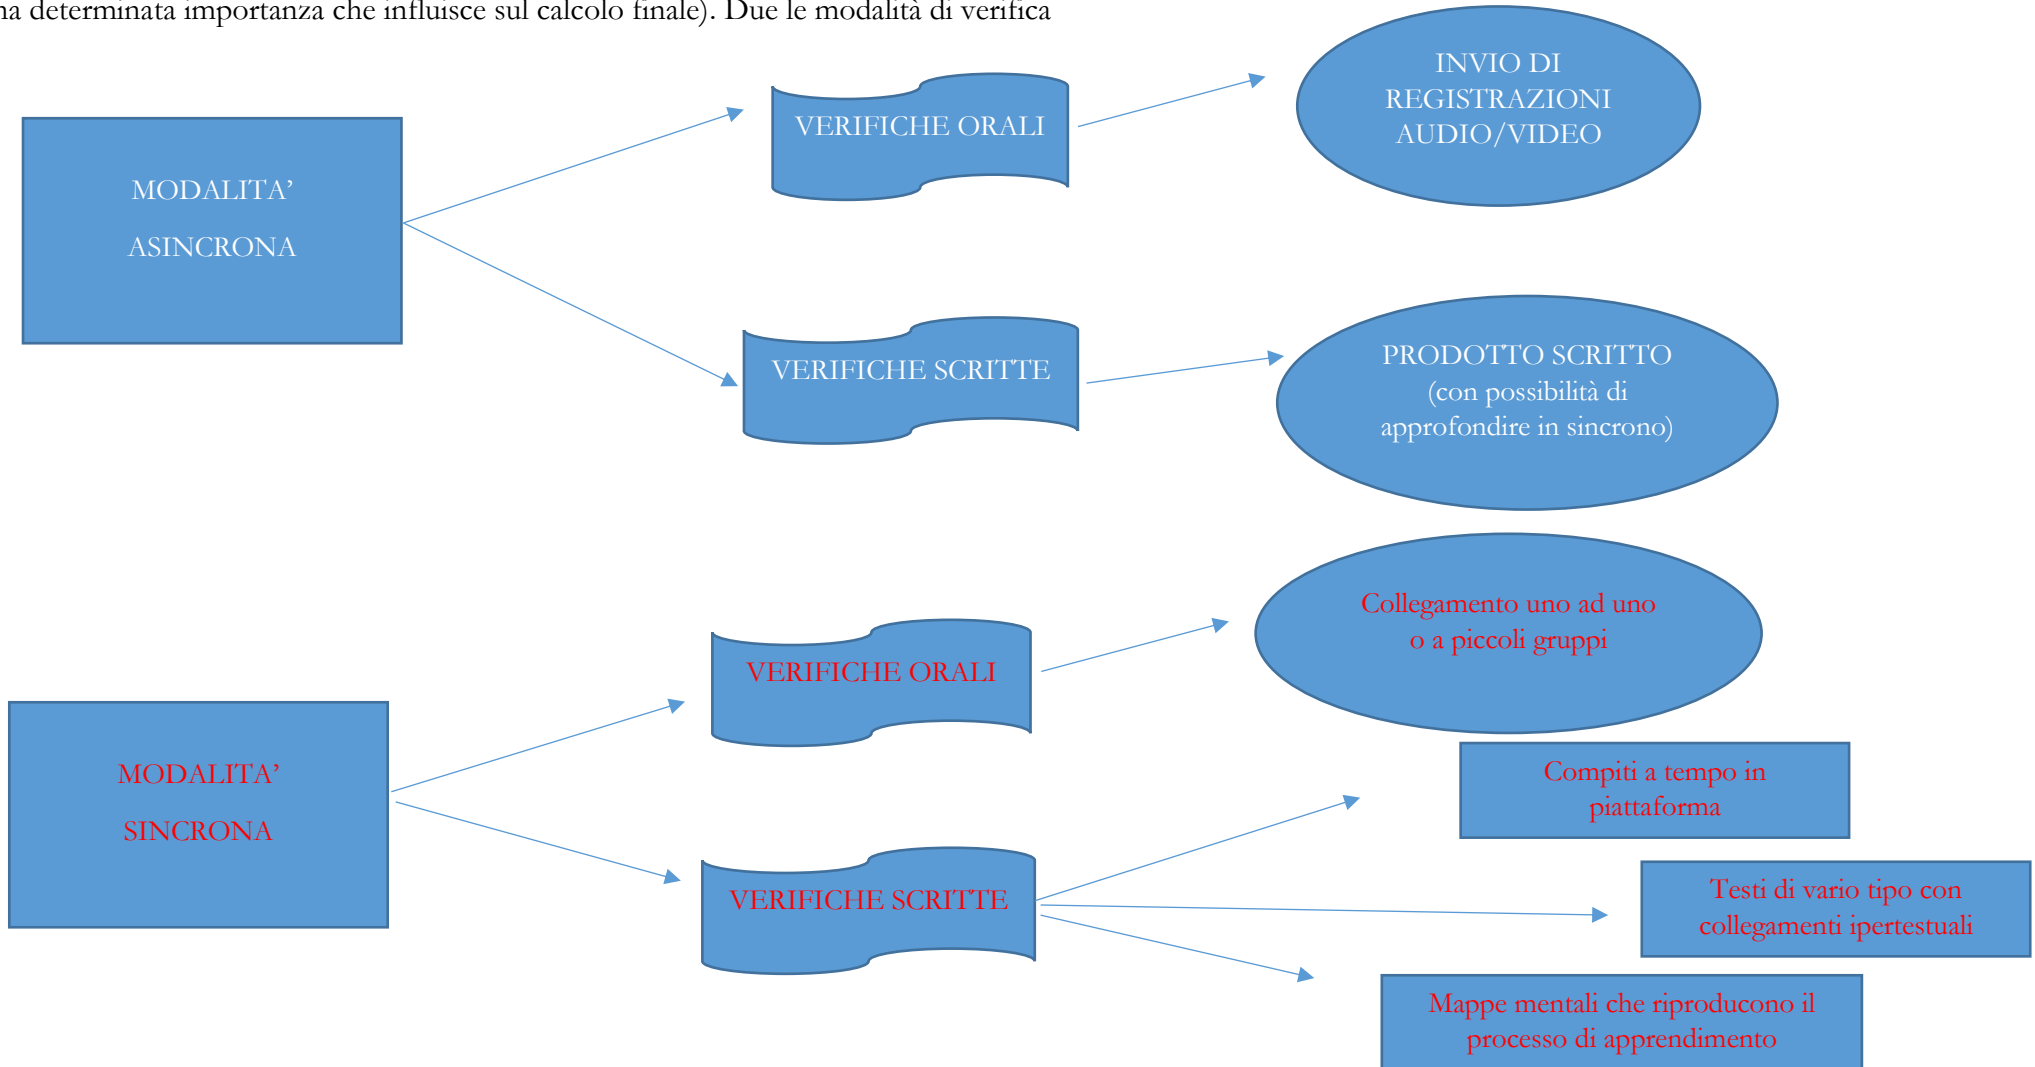 na determinata importanza che influisce sul calcolo finale). Due le modalità di verifica
MODALITA’
ASINCRONA
VERIFICHE ORALI
INVIO DI
REGISTRAZIONI
AUDIO/VIDEO
VERIFICHE SCRITTE
PRODOTTO SCRITTO
(con possibilità di
approfondire in sincrono)
MODALITA’
SINCRONA
VERIFICHE ORALI
Collegamento uno ad uno
o a piccoli gruppi
VERIFICHE SCRITTE
Compiti a tempo in
piattaforma
Testi di vario tipo con
collegamenti ipertestuali
Mappe mentali che riproducono il
processo di apprendimento